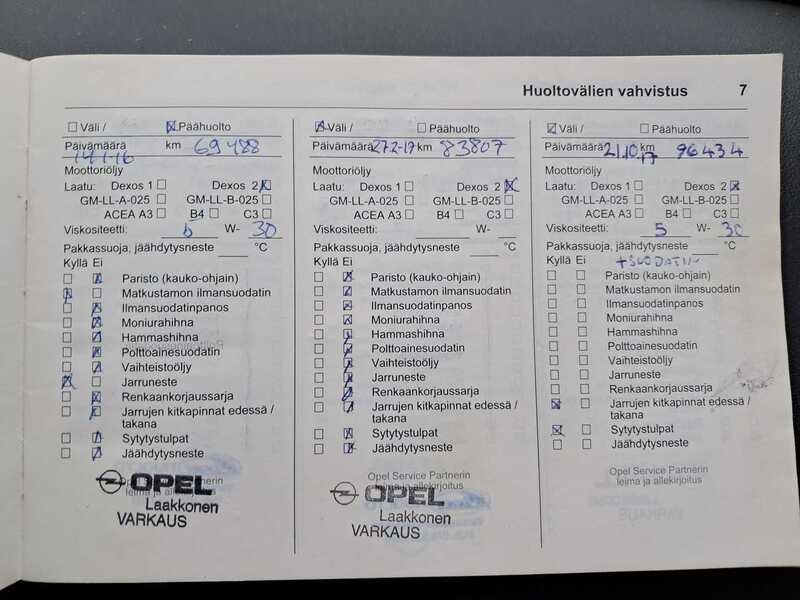 Huoltovälien vahvistus 7
Väli / Päähuolto
Päivämäärä 14.1-16 km 69488
Moottoriöljy
Laatu: Dexos 1 Dexos 2
GM-LL-A-025 GM-LL-B-025
ACEA A3 B4 C3
Viskositeetti: W- 30
Pakkassuoja, jäähdytysneste °C
Kyllä Ei
Paristo (kauko-ohjain)
Matkustamon ilmansuodatin
Ilmansuodatinpanos
Moniurahihna
Hammashihna
Polttoainesuodatin
Vaihteistoöljy
Jarruneste
Renkaankorjaussarja
Jarrujen kitkapinnat edessä /
takana
Sytytystulpat
Jäähdytysneste
Opel Service Partnerin
leima ja allekirjoitus
OPEL
Laakkonen
VARKAUS
Väli / Päähuolto
Päivämäärä 27.2-17 km 83807
Moottoriöljy
Laatu: Dexos 1 Dexos 2
GM-LL-A-025 GM-LL-B-025
ACEA A3 B4 C3
Viskositeetti: W-
Pakkassuoja, jäähdytysneste °C
Kyllä Ei
Paristo (kauko-ohjain)
Matkustamon ilmansuodatin
Ilmansuodatinpanos
Moniurahihna
Hammashihna
Polttoainesuodatin
Vaihteistoöljy
Jarruneste
Renkaankorjaussarja
Jarrujen kitkapinnat edessä /
takana
Sytytystulpat
Jäähdytysneste
Opel Service Partnerin
leima ja allekirjoitus
OPEL
Laakkonen
VARKAUS
Väli / Päähuolto
Päivämäärä 21.10.17 km 96434
Moottoriöljy
Laatu: Dexos 1 Dexos 2
GM-LL-A-025 GM-LL-B-025
ACEA A3 B4 C3
Viskositeetti: 5 W- 30
Pakkassuoja, jäähdytysneste °C
Kyllä Ei
Paristo (kauko-ohjain)
Matkustamon ilmansuodatin
Ilmansuodatinpanos
Moniurahihna
Hammashihna
Polttoainesuodatin
Vaihteistoöljy
Jarruneste
Renkaankorjaussarja
Jarrujen kitkapinnat edessä /
takana
Sytytystulpat
Jäähdytysneste
Opel Service Partnerin
leima ja allekirjoitus